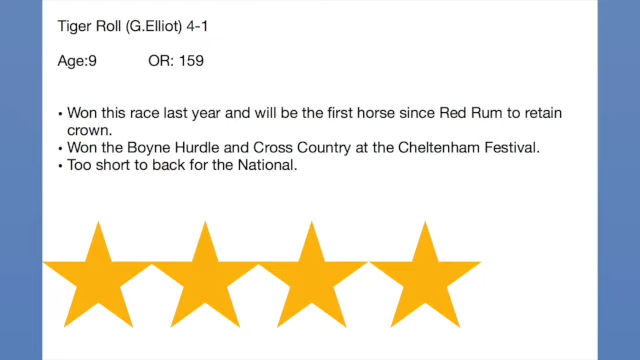 Tiger Roll (G.Elliot) 4-1
Age:9 OR: 159
• Won this race last year and will be the first horse since Red Rum to retain
crown.
• Won the Boyne Hurdle and Cross Country at the Cheltenham Festival.
• Too short to back for the National.